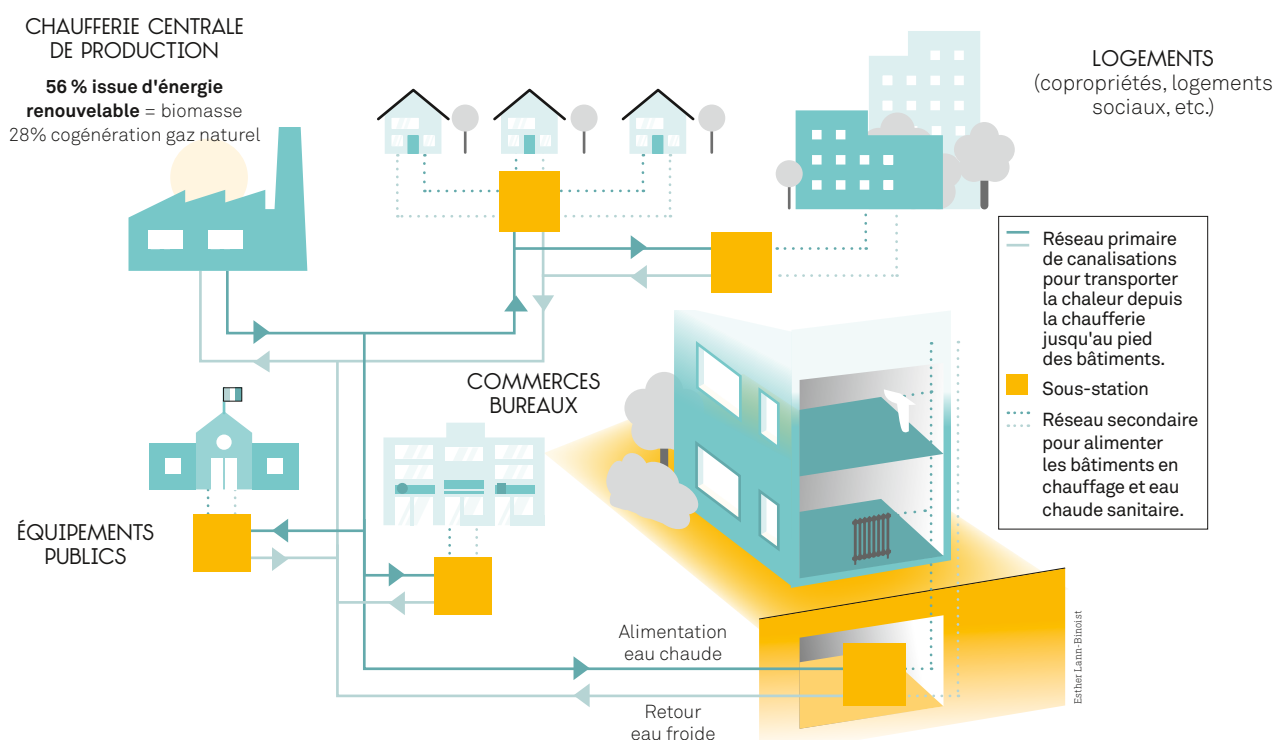 CHAUFFERIE CENTRALE
DE PRODUCTION
56 % issue d'énergie
renouvelable = biomasse
28% cogénération gaz naturel
LOGEMENTS
(copropriétés, logements
sociaux, etc.)
Réseau primaire
de canalisations
pour transporter
la chaleur depuis
la chaufferie
jusqu'au pied
des bâtiments.
Sous-station
Réseau secondaire
pour alimenter
les bâtiments en
chauffage et eau
chaude sanitaire.
COMMERCES
BUREAUX
ÉQUIPEMENTS
PUBLICS
Alimentation
eau chaude
Retour
eau froide
Esther Lann-Binoist